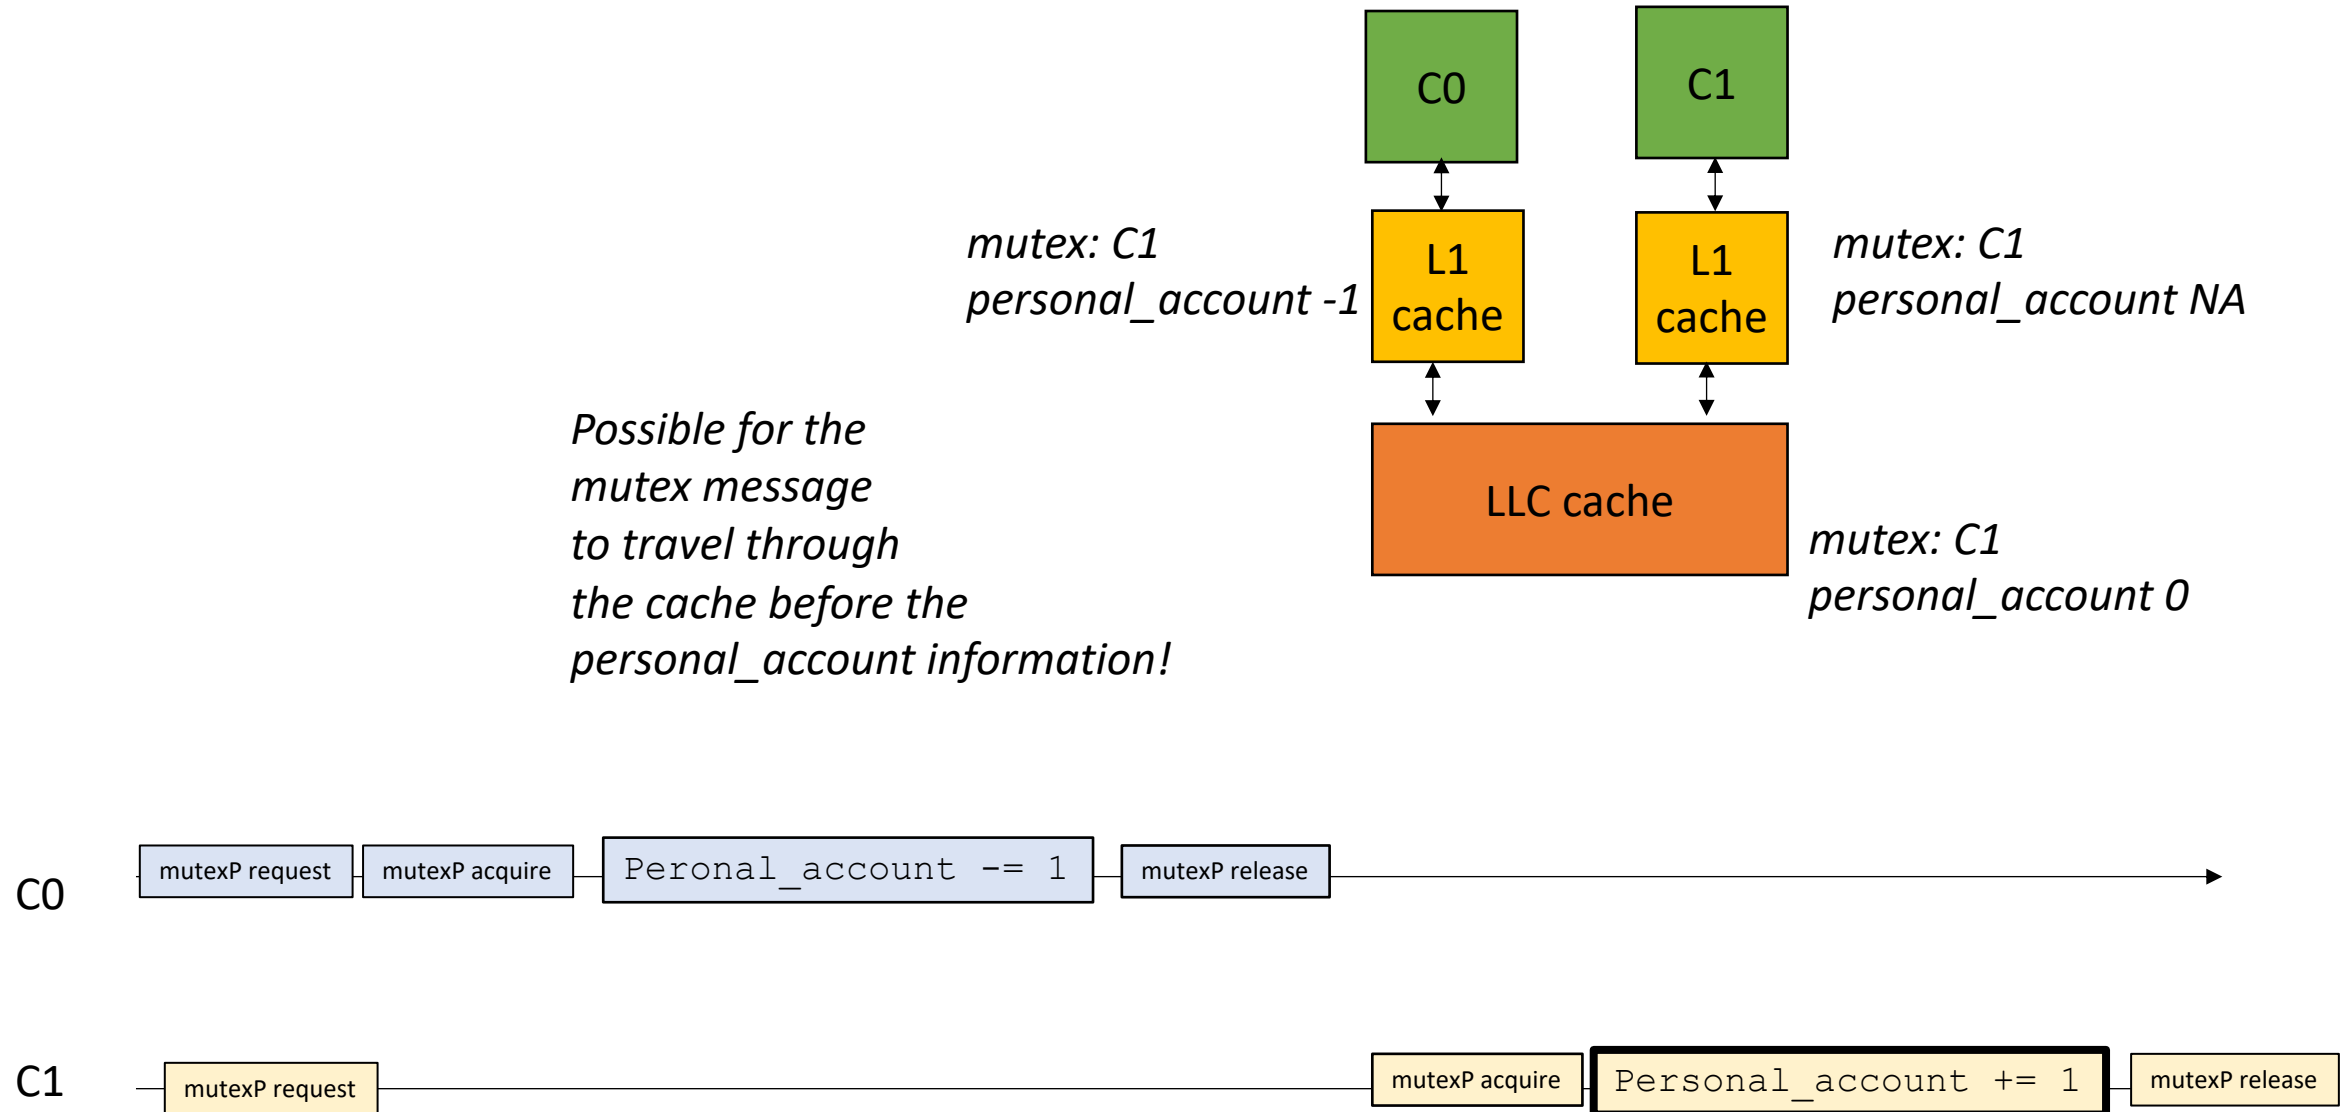 C0
C1
mutex: C1
personal_account -1
L1
cache
L1
cache
mutex: C1
personal_account NA
Possible for the
mutex message
to travel through
the cache before the
personal_account information!
LLC cache
mutex: C1
personal_account 0
C0
mutexP request
mutexP acquire
Peronal_account -= 1
mutexP release
C1
mutexP request
mutexP acquire
Personal_account += 1
mutexP release